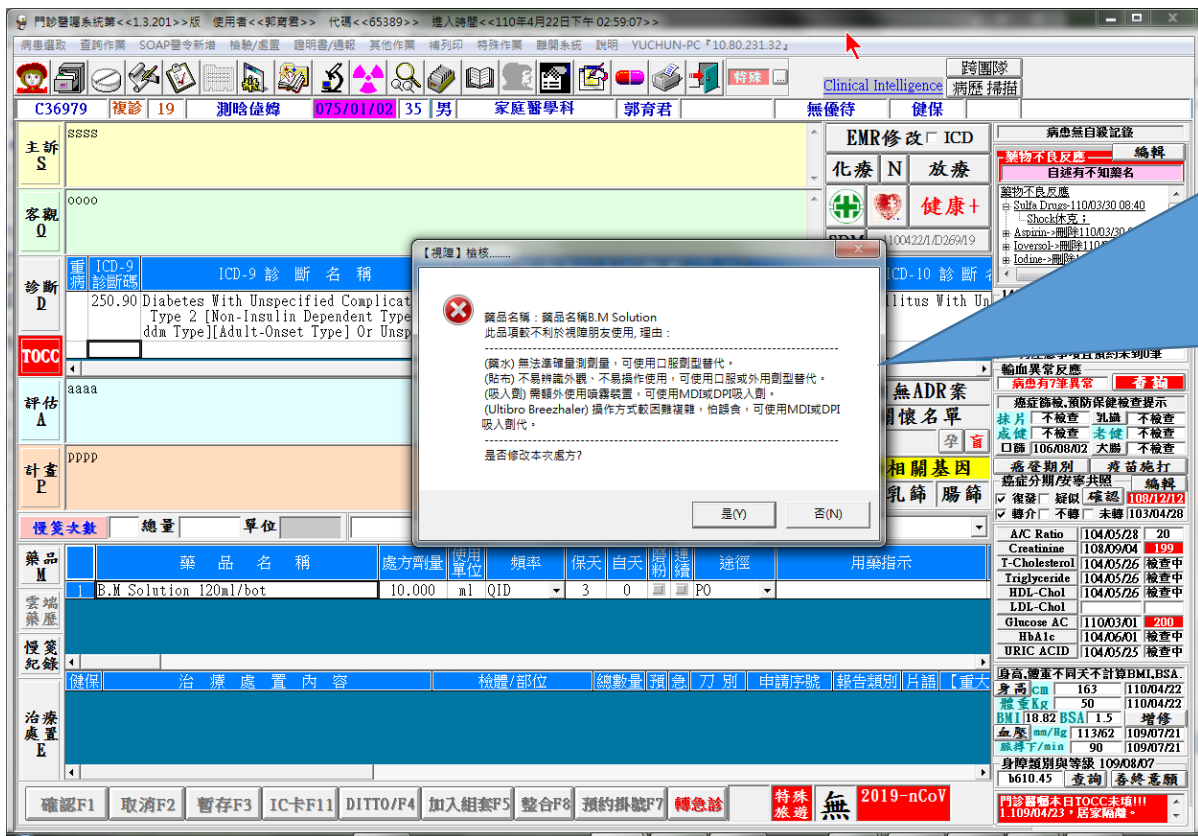 門診醫囑系統第<<1.3.201>>版 使用者<<郭育君>> 代碼<<65389>> 進入時間<<110年4月22日下午 02:59:07>>
病患選取 查詢作業 SOAP醫令新增 檢驗/處置 證明書/通報 其他作業 補列印 特殊作業 離開系統 說明 YUCHUN-PC『10.80.231.32』
特殊 ...
Clinical Intelligence
跨團隊
病歷 掃描
C36979 複診 19 075/01/02 35 男 家庭醫學科 郭育君 無優待 健保
主訴
S
ssss
客觀
O
oooo
EMR修改 ICD
化療 N 放療
健康+
1100422/1/D269/19
病患無自殺記錄
藥物不良反應 編輯
自述有不知藥名
藥物不良反應
Sulfa Drugs-110/03/30 08:40
Shock休克；
Aspirin->刪除110/03/30
Ioversol->刪除110
Iodine->刪除
診斷
D
重病 ICD-9 診斷碼 ICD-9 診 斷 名 稱
ICD-10 診 斷
250.90 Diabetes With Unspecified Complicat
Type 2 [Non-Insulin Dependent Type
ddm Type][Adult-Onset Type] Or Unsp
litus With Un
TOCC
【視障】檢核........
藥品名稱：藥品名稱B.M Solution
此品項較不利於視障朋友使用, 理由：
(藥水) 無法準確量測劑量，可使用口服劑型替代。
(貼布) 不易辨識外觀、不易操作使用，可使用口服或外用劑型替代。
(吸入劑) 需額外使用噴霧裝置，可使用MDI或DPI吸入劑。
(Ultibro Breezhaler) 操作方式較困難複雜，怕誤食，可使用MDI或DPI
吸入劑代。
是否修改本次處方?
是(Y) 否(N)
評估
A
aaaa
計畫
P
pppp
無ADR案
關懷名單
孕 盲
相關基因
乳篩 腸篩
輸血異常反應
病患有7筆異常 查詢
癌症篩檢,預防保健檢查提示
抹片 不檢查 乳攝 不檢查
成健 不檢查 老健 不檢查
口篩 106/08/02 大腸 不檢查
癌登期別 疫苗施打
癌症分期/安寧共照 編輯
復發 疑似 確認 108/12/12
轉介 不轉 未轉 103/04/28
慢箋次數 總量 單位
藥品
M
藥 品 名 稱 處方劑量 使用單位 頻率 保天 自天 磨粉 連續 途徑 用藥指示
1 B.M Solution 120ml/bot 10.000 ml QID 3 0 PO
雲端藥歷
慢箋紀錄
A/C Ratio 104/05/28 20
Creatinine 108/09/04 199
T-Cholesterol 104/05/26 檢查中
Triglyceride 104/05/26 檢查中
HDL-Chol 104/05/26 檢查中
LDL-Chol
Glucose AC 110/03/01 200
HbA1c 104/06/01 檢查中
URIC ACID 104/05/25 檢查中
治療處置
E
健保 治 療 處 置 內 容 檢體/部位 總數量 預 急 刀 別 申請序號 報告類別 片語 【重大
身高,體重不同天不計算BMI,BSA.
身高 cm 163 110/04/22
體重Kg 50 110/04/22
BMI 18.82 BSA 1.5 增修
血壓 mm/Hg 113/62 109/07/21
脈搏下/min 90 109/07/21
身障類別與等級 109/08/07
b610.45 查詢 善終意願
確認F1 取消F2 暫存F3 IC卡F11 DITTO/F4 加入組套F5 整合F8 預約掛號F7 轉急診
特殊旅遊 無 2019-nCoV
門診醫囑本日TOCC未填!!!
1.109/04/23，居家隔離。